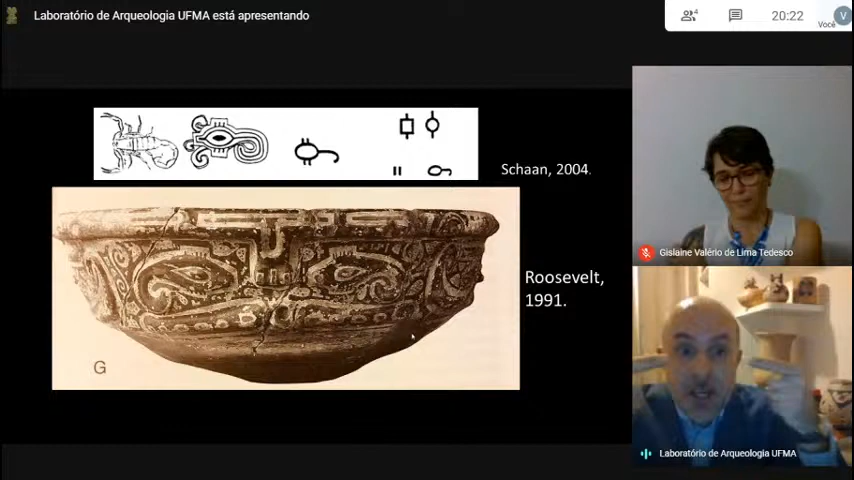 Laboratório de Arqueologia UFMA está apresentando
4
20:22
V
Você
Schaan, 2004.
Roosevelt,
1991.
G
Gislaine Valério de Lima Tedesco
Laboratório de Arqueologia UFMA